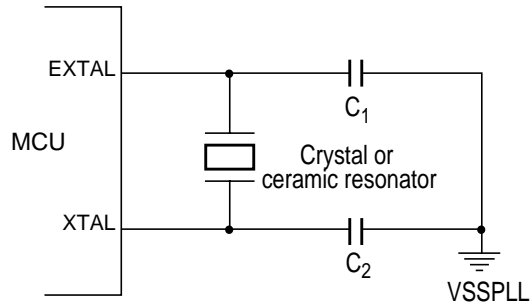 EXTAL
C1
MCU
Crystal or
ceramic resonator
XTAL
C2
VSSPLL